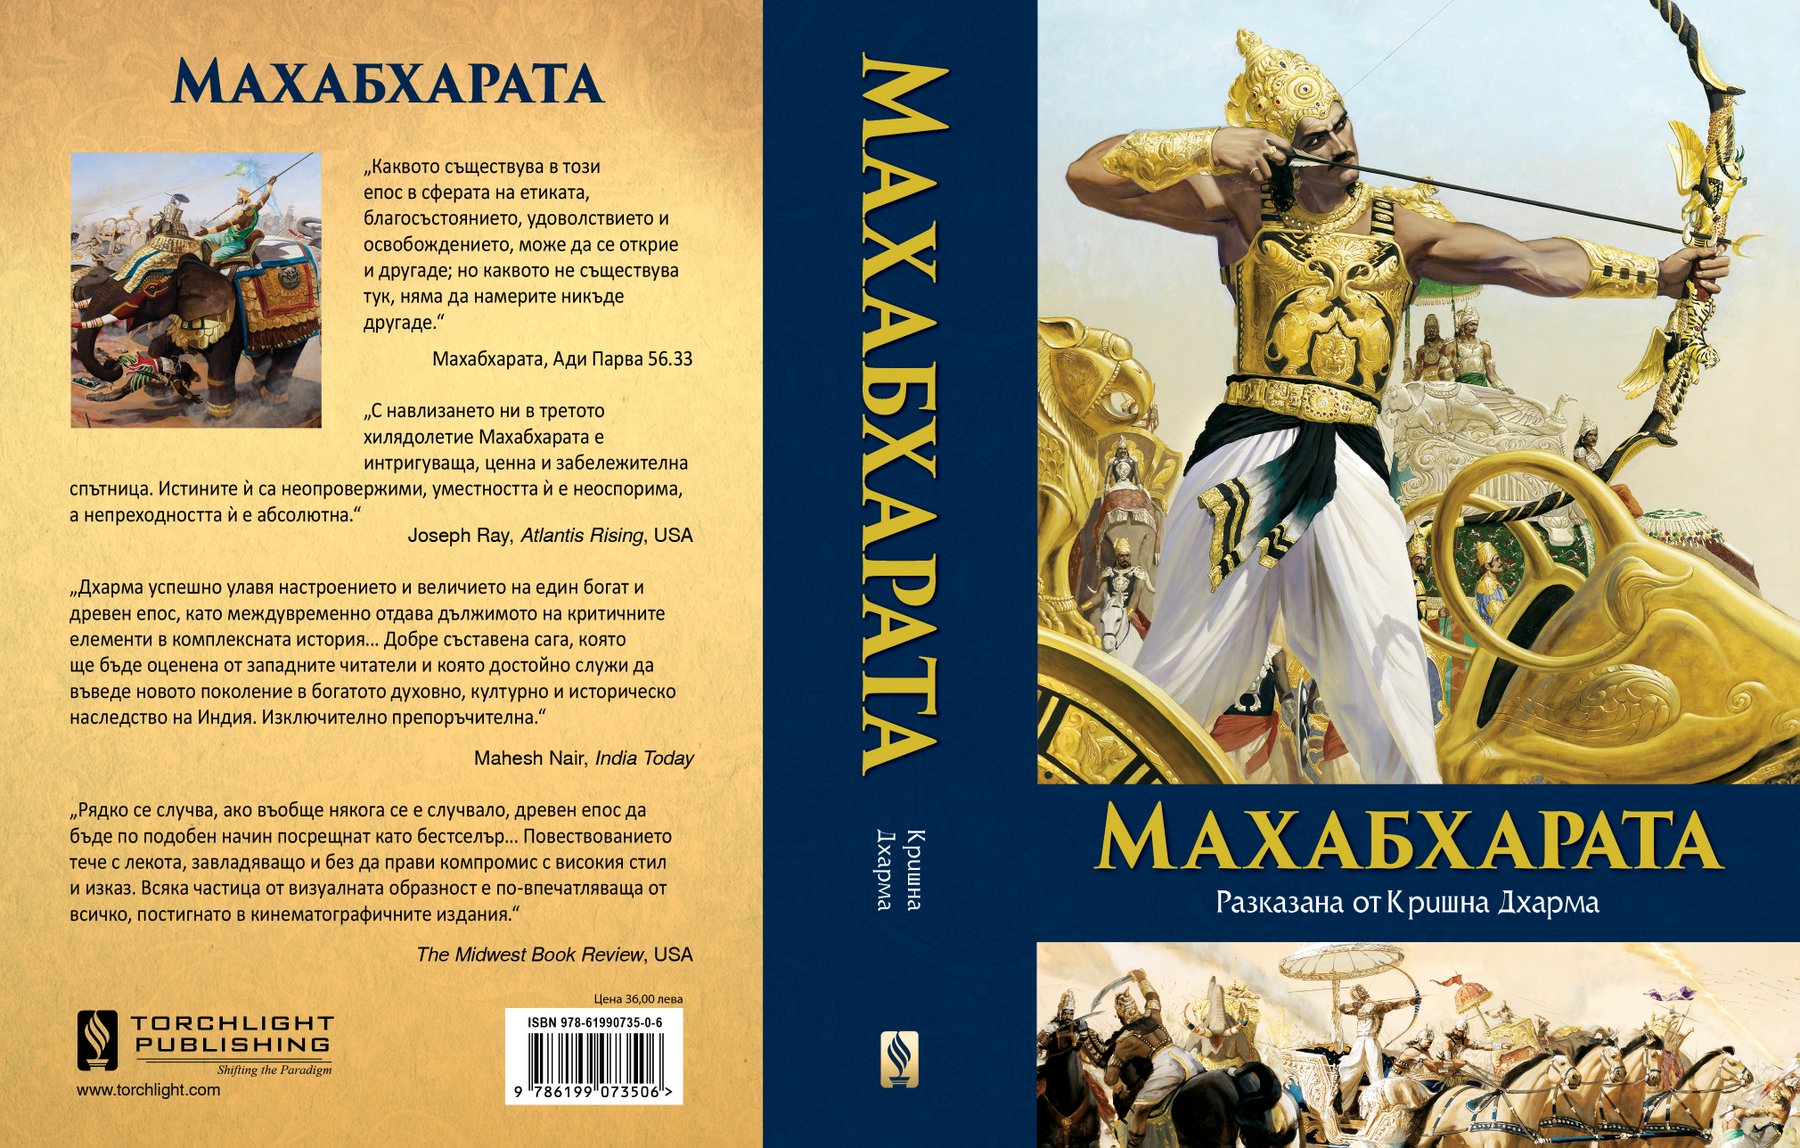 МАХАБХАРАТА
„Каквото съществува в този
епос в сферата на етиката,
благосъстоянието, удоволствието и
освобождението, може да се открие
и другаде; но каквото не съществува
тук, няма да намерите никъде
другаде.“
Махабхарата, Ади Парва 56.33
„С навлизането ни в третото
хилядолетие Махабхарата е
интригуваща, ценна и забележителна
спътница. Истините ѝ са неопровержими, уместността ѝ е неоспорима,
а непреходността ѝ е абсолютна.“
Joseph Ray, Atlantis Rising, USA
„Дхарма успешно улавя настроението и величието на един богат и
древен епос, като междувременно отдава дължимото на критичните
елементи в комплексната история... Добре съставена сага, която
ще бъде оценена от западните читатели и която достойно служи да
въведе новото поколение в богатото духовно, културно и историческо
наследство на Индия. Изключително препоръчителна.“
Mahesh Nair, India Today
„Рядко се случва, ако въобще някога се е случвало, древен епос да
бъде по подобен начин посрещнат като бестселър... Повествованието
тече с лекота, завладяващо и без да прави компромис с високия стил
и изказ. Всяка частица от визуалната образност е по-впечатляваща от
всичко, постигнато в кинематографичните издания.“
The Midwest Book Review, USA
Цена 36,00 лева
ISBN 978-61990735-0-6
9 786199 073506 >
TORCHLIGHT
PUBLISHING
Shifting the Paradigm
www.torchlight.com
МАХАБХАРАТА
Кришна
Дхарма
МАХАБХАРАТА
Разказана от Кришна Дхарма